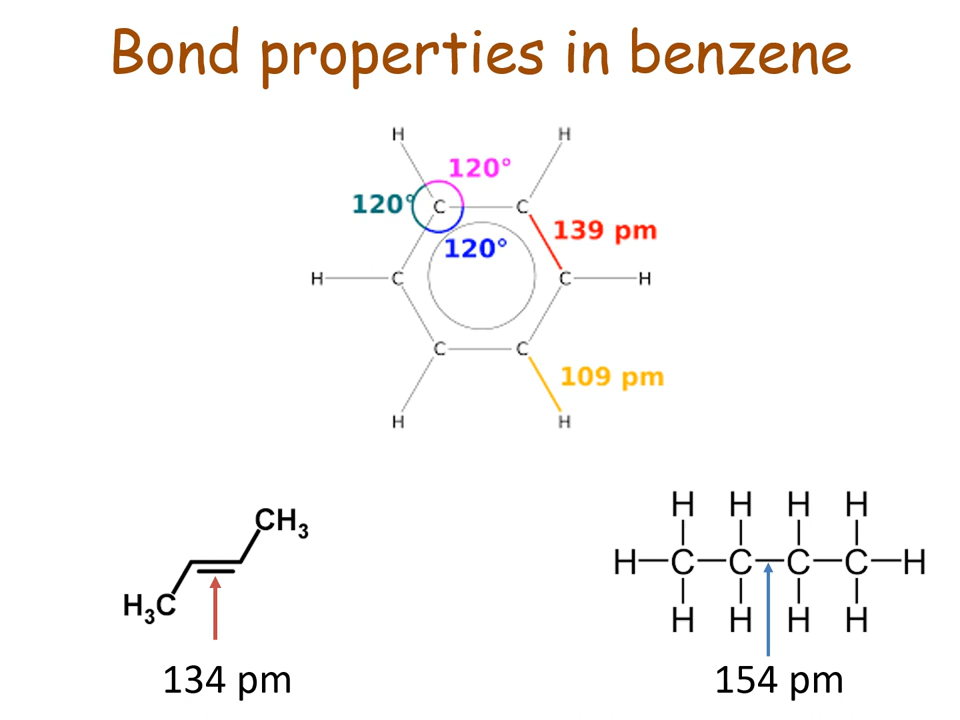 Bond properties in benzene
H H
120°
120° C C
139 pm
120°
H C C H
C C
109 pm
H H
CH3
H3C
134 pm
H H H H
H C C C C H
H H H H
154 pm